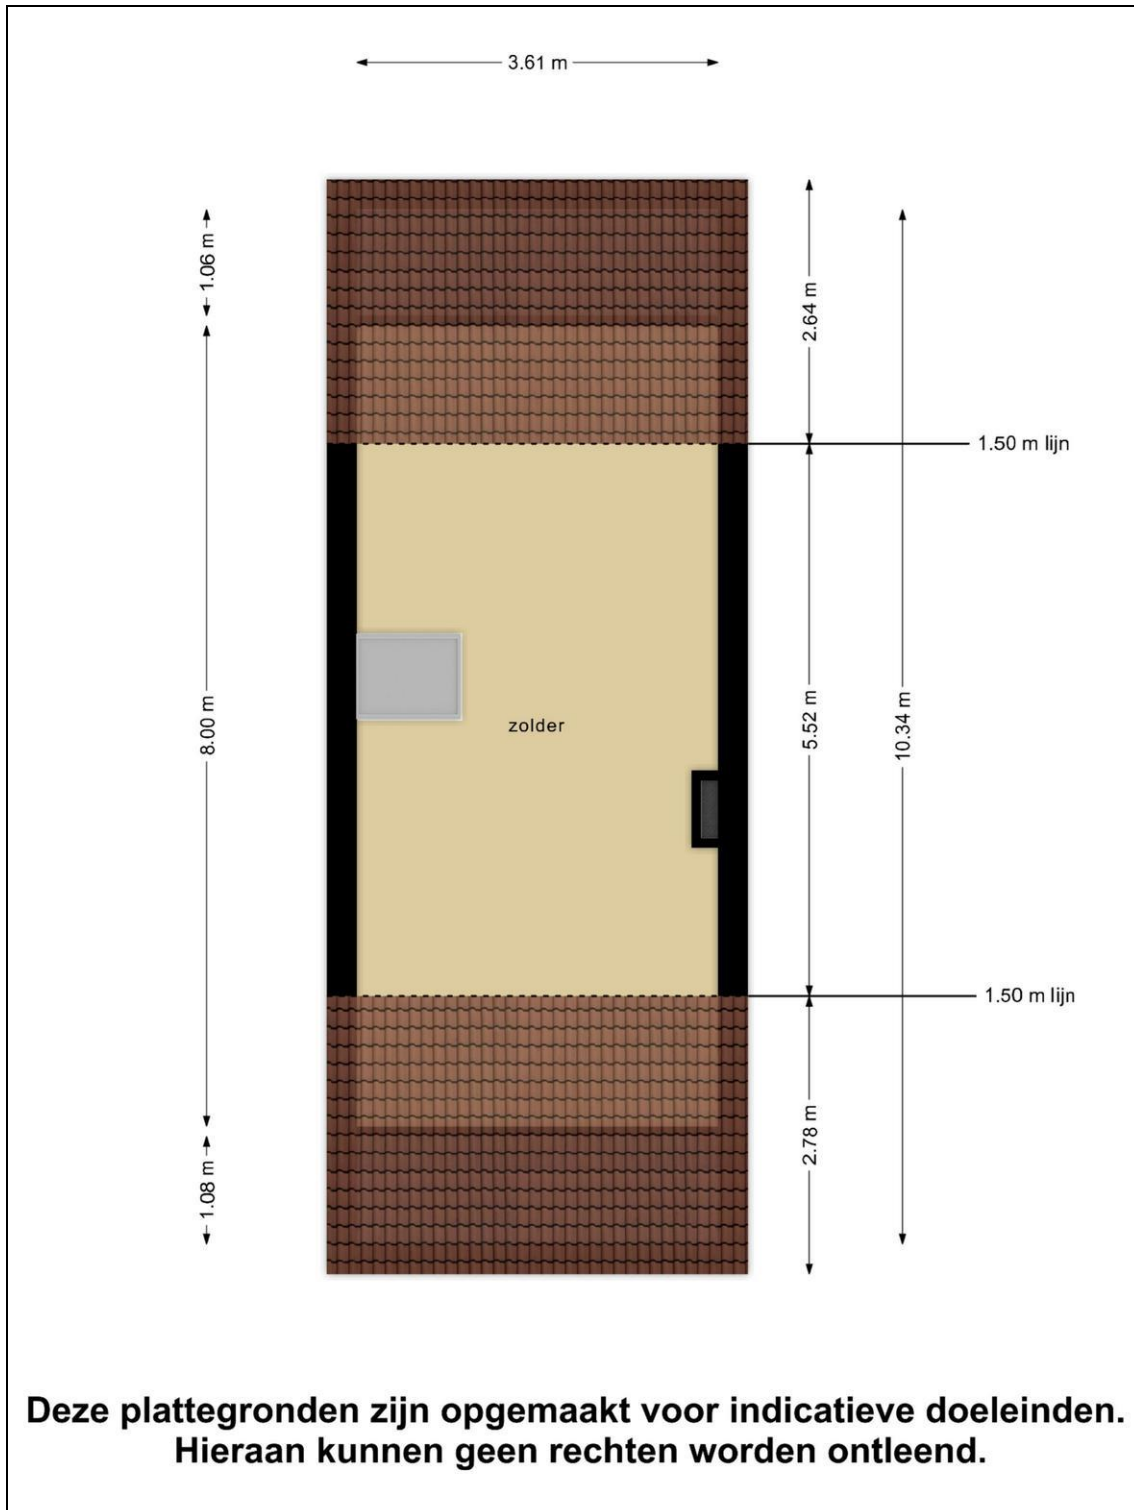 3.61 m
1.06 m
2.64 m
1.50 m lijn
8.00 m
zolder
5.52 m
10.34 m
1.50 m lijn
1.08 m
2.78 m
Deze plattegronden zijn opgemaakt voor indicatieve doeleinden.
Hieraan kunnen geen rechten worden ontleend.